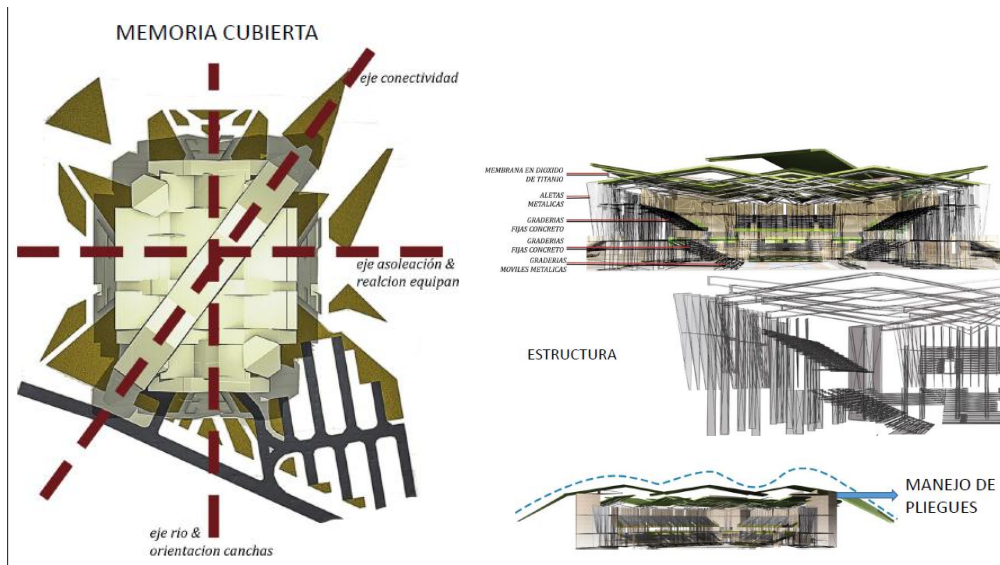 MEMORIA CUBIERTA
eje conectividad
eje asoleación &
realcion equipan
eje rio &
orientacion canchas
MEMBRANA EN DIOXIDO
DE TITANIO
ALETAS
METALICAS
GRADERIAS
FIJAS CONCRETO
GRADERIAS
FIJAS CONCRETO
GRADERIAS
MOVILES METALICAS
ESTRUCTURA
MANEJO DE
PLIEGUES